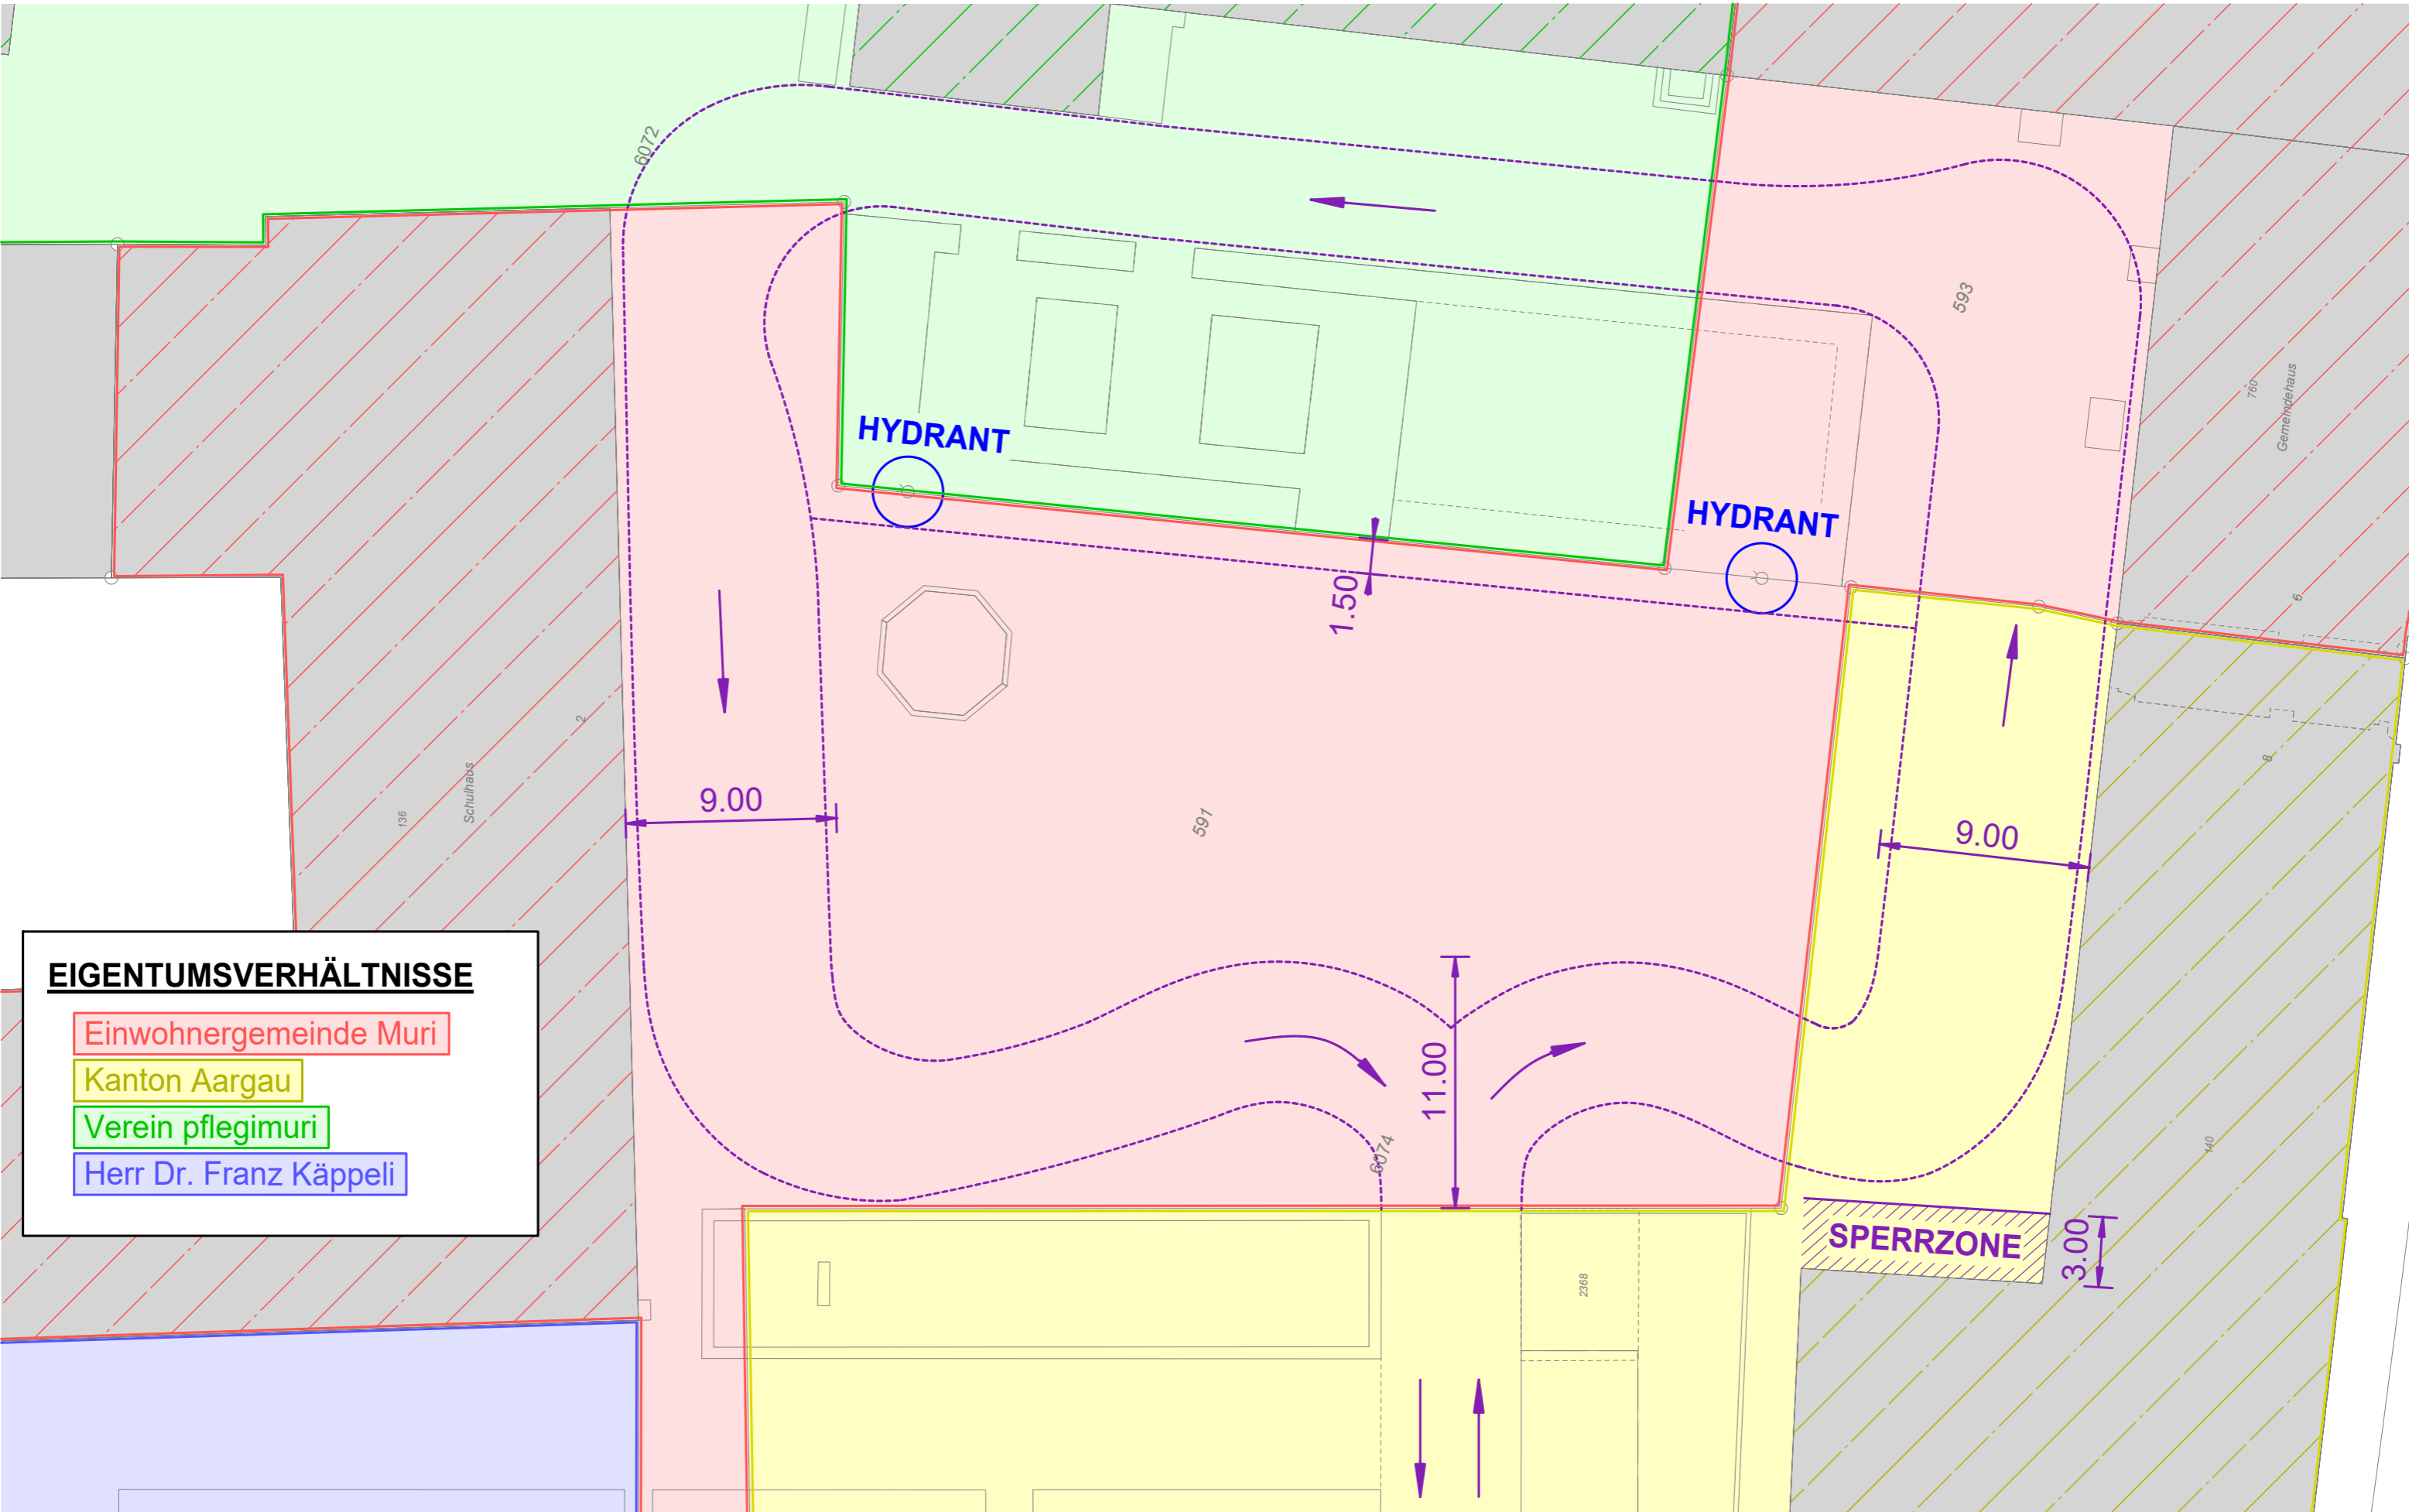 6072
593
760
Gemeindehaus
HYDRANT
HYDRANT
1.50
6
2
8
136
Schulhaus
9.00
591
9.00
EIGENTUMSVERHÄLTNISSE
Einwohnergemeinde Muri
Kanton Aargau
Verein pflegimuri
Herr Dr. Franz Käppeli
11.00
6074
140
SPERRZONE
3.00
2368